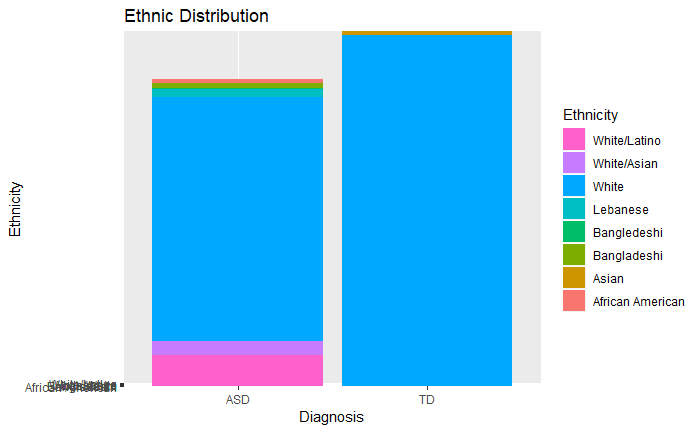 Ethnic Distribution
Ethnicity
Ethnicity
White/Latino
White/Asian
White
Lebanese
Bangledeshi
Bangladeshi
Asian
African American
ASD
TD
Diagnosis